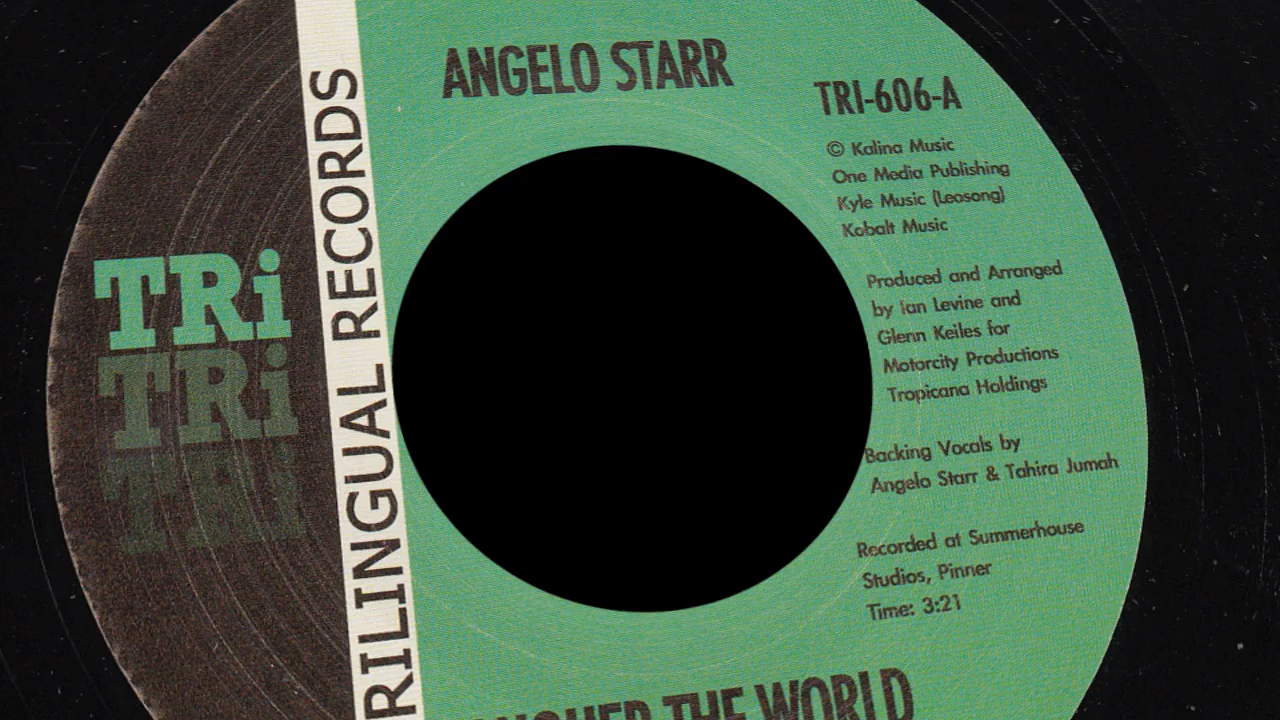 ANGELO STARR
TRI-606-A
© Kalina Music
One Media Publishing
Kyle Music (Leosong)
Kobalt Music
Produced and Arranged
by Ian Levine and
Glenn Keiles for
Motorcity Productions
Tropicana Holdings
Backing Vocals by
Angelo Starr & Tahira Jumah
Recorded at Summerhouse
Studios, Pinner
Time: 3:21
TRi
TRi
TRi
RILINGUAL RECORDS
THE WORLD